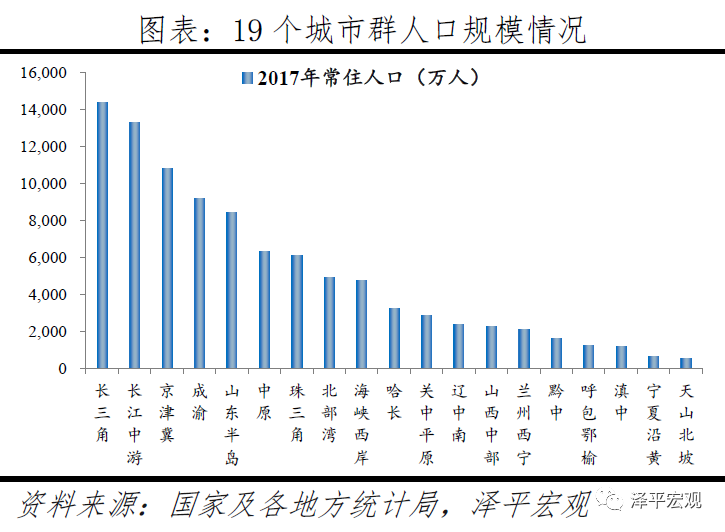 图表：19 个城市群人口规模情况
2017年常住人口（万人）
16,000
14,000
12,000
10,000
8,000
6,000
4,000
2,000
0
长三角
长江中游
京津冀
成渝
山东半岛
中原
珠三角
北部湾
海峡西岸
哈长
关中平原
辽中南
山西中部
兰州西宁
黔中
呼包鄂榆
滇中
宁夏沿黄
天山北坡
资料来源：国家及各地方统计局，泽平宏观
泽平宏观